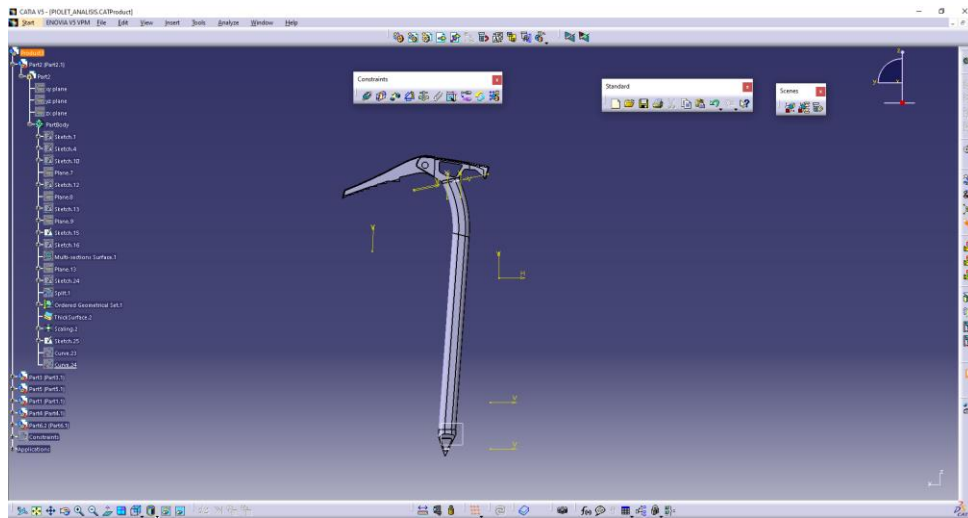 CATIA V5 - [PIOLET_ANALISIS.CATProduct]
Start ENOVIA V5 VPM File Edit View Insert Tools Analyze Window Help
Constraints
Standard
Scenes
Product1
Part2 (Part2.1)
Part2
xy plane
yz plane
zx plane
PartBody
Sketch.1
Sketch.4
Sketch.10
Plane.7
Sketch.12
Plane.8
Sketch.13
Plane.9
Sketch.15
Sketch.16
Multi-sections Surface.1
Plane.13
Sketch.24
Split.1
Ordered Geometrical Set.1
ThickSurface.2
Scaling.2
Sketch.25
Curve.23
Curve.24
Part3 (Part3.1)
Part5 (Part5.1)
Part1 (Part1.1)
Part4 (Part4.1)
Part6.2 (Part6.1)
Constraints
Applications